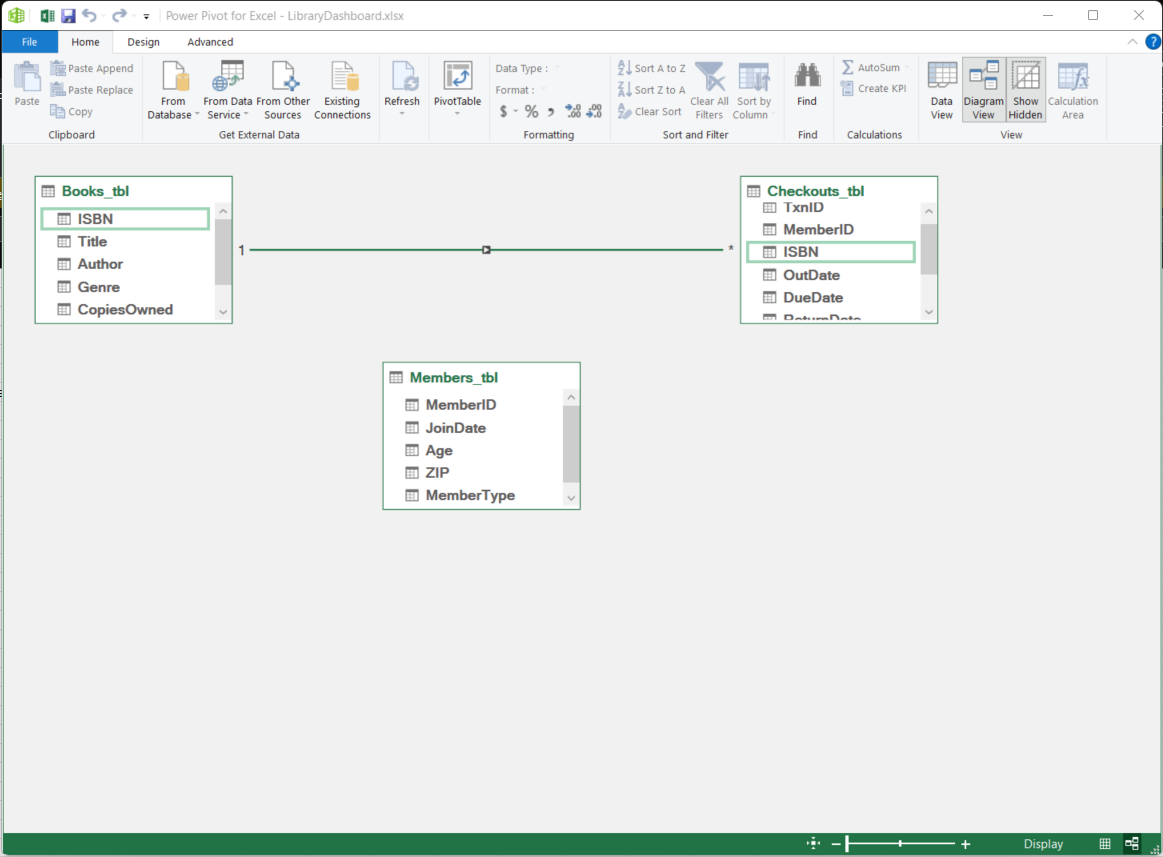 Power Pivot for Excel - LibraryDashboard.xlsx
File Home Design Advanced ?
Paste
Paste Append
Paste Replace
Copy
Clipboard
From Database
From Data Service
From Other Sources
Existing Connections
Get External Data
Refresh
PivotTable
Data Type :
Format :
$ % , .00 .00
Formatting
Sort A to Z
Sort Z to A
Clear Sort
Clear All Filters
Sort by Column
Sort and Filter
Find
Find
AutoSum
Create KPI
Calculations
Data View
Diagram View
Show Hidden
Calculation Area
View
Books_tbl
ISBN
Title
Author
Genre
CopiesOwned
1
*
Checkouts_tbl
TxnID
MemberID
ISBN
OutDate
DueDate
ReturnDate
Members_tbl
MemberID
JoinDate
Age
ZIP
MemberType
Display